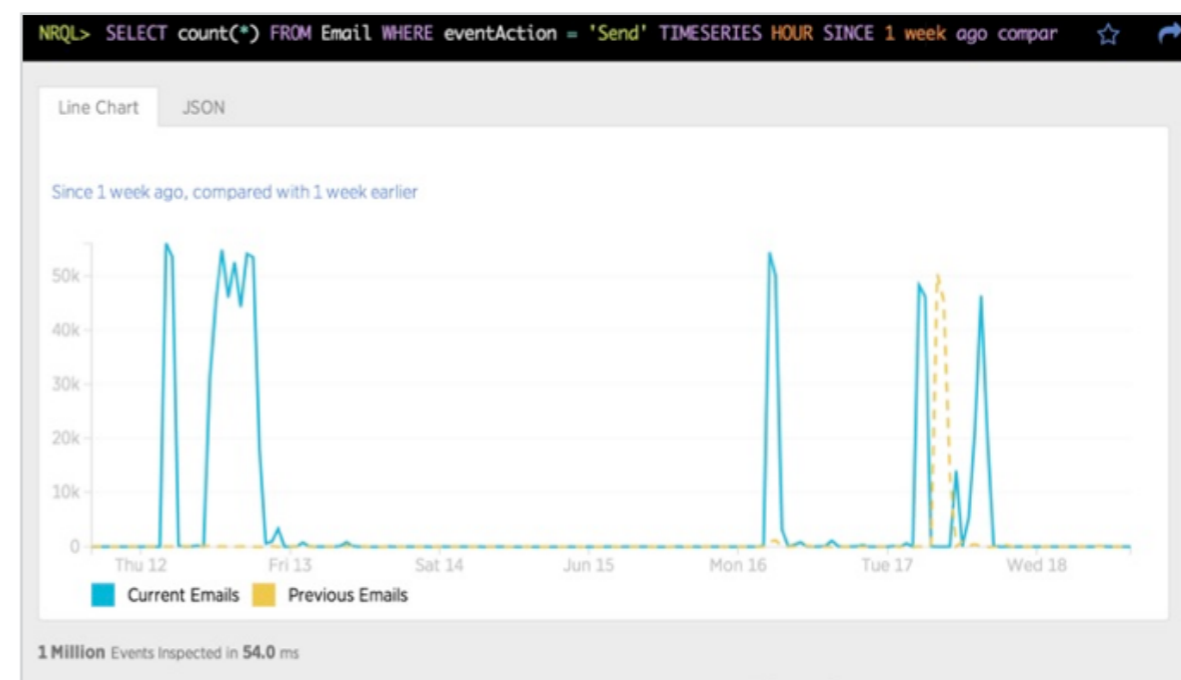 NRQL> SELECT count(*) FROM Email WHERE eventAction = 'Send' TIMESERIES HOUR SINCE 1 week ago compar
Line Chart JSON
Since 1 week ago, compared with 1 week earlier
50k
40k
30k
20k
10k
0
Thu 12 Fri 13 Sat 14 Jun 15 Mon 16 Tue 17 Wed 18
Current Emails Previous Emails
1 Million Events Inspected in 54.0 ms